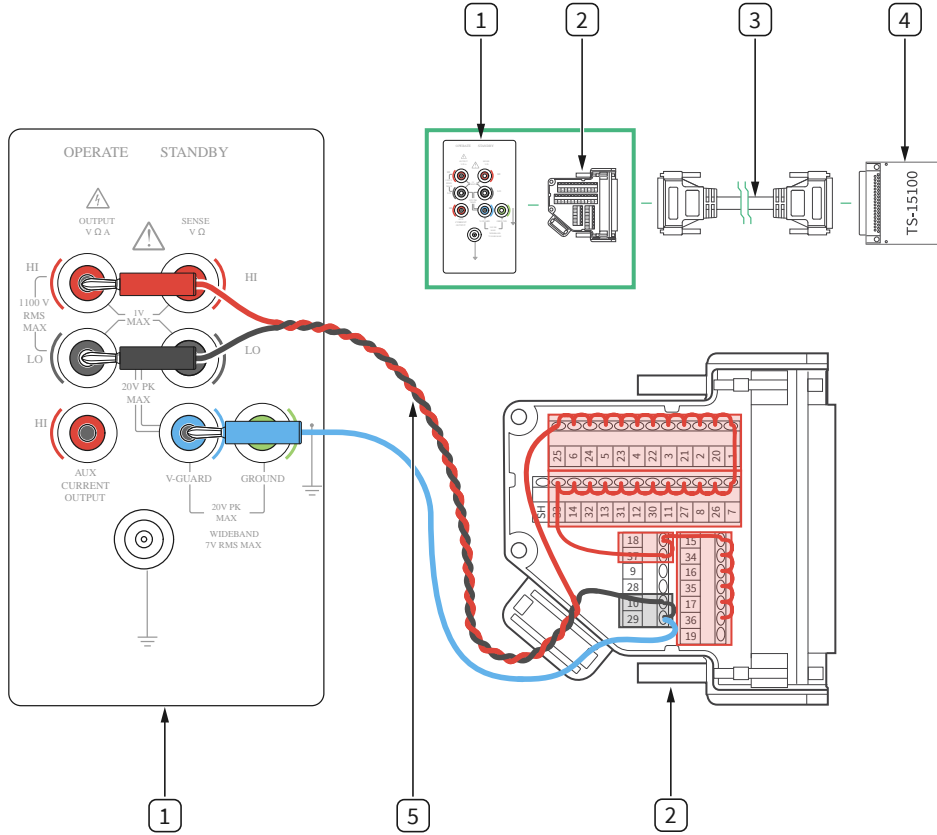 1
2
3
4
TS-15100
OPERATE STANDBY
OUTPUT
V Ω A
SENSE
V Ω
HI
HI
1100 V
RMS
MAX
1V
MAX
LO
LO
20V PK
MAX
HI
AUX
CURRENT
OUTPUT
V-GUARD
GROUND
20V PK
MAX
WIDEBAND
7V RMS MAX
25 6 24 5 23 4 22 3 21 2 20 1
SH 33 14 32 13 31 12 30 11 27 8 26 7
18
37
9
28
10
29
15
34
16
35
17
36
19
1
5
2